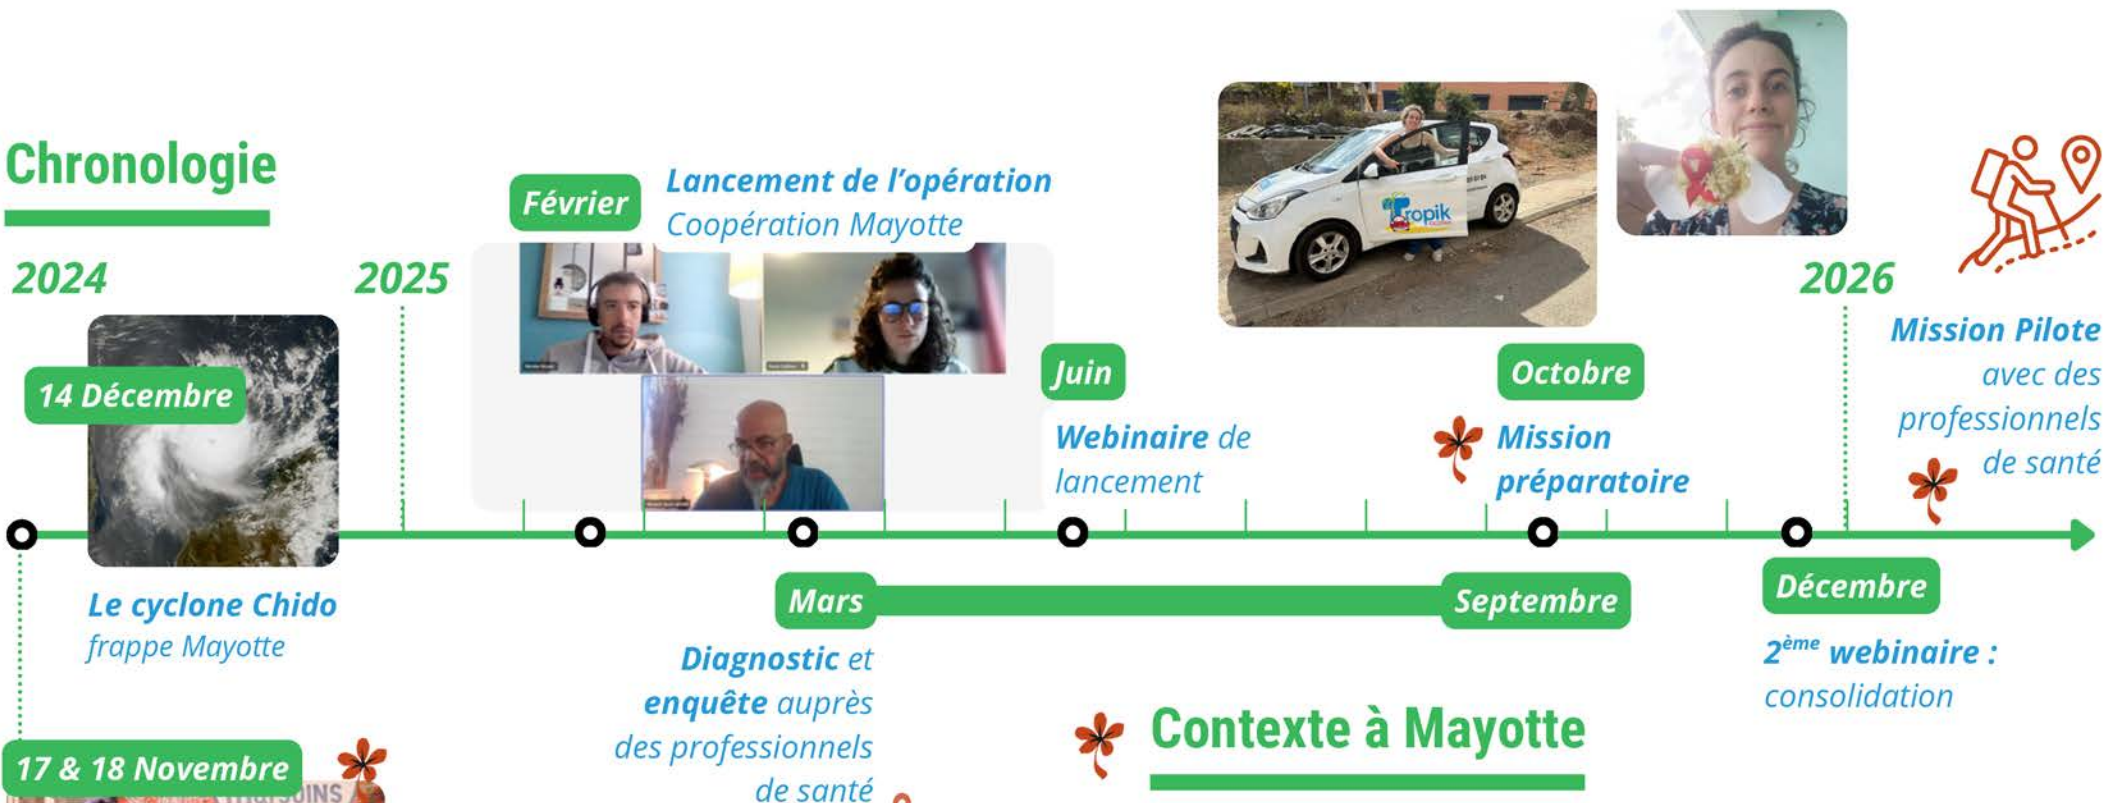 Chronologie
2024
2025
2026
14 Décembre
Le cyclone Chido
frappe Mayotte
17 & 18 Novembre
Février
Lancement de l'opération
Coopération Mayotte
Mars
Septembre
Diagnostic et
enquête auprès
des professionnels
de santé
Juin
Webinaire de
lancement
Tropik
Octobre
Mission
préparatoire
Décembre
2ème webinaire :
consolidation
Mission Pilote
avec des
professionnels
de santé
Contexte à Mayotte